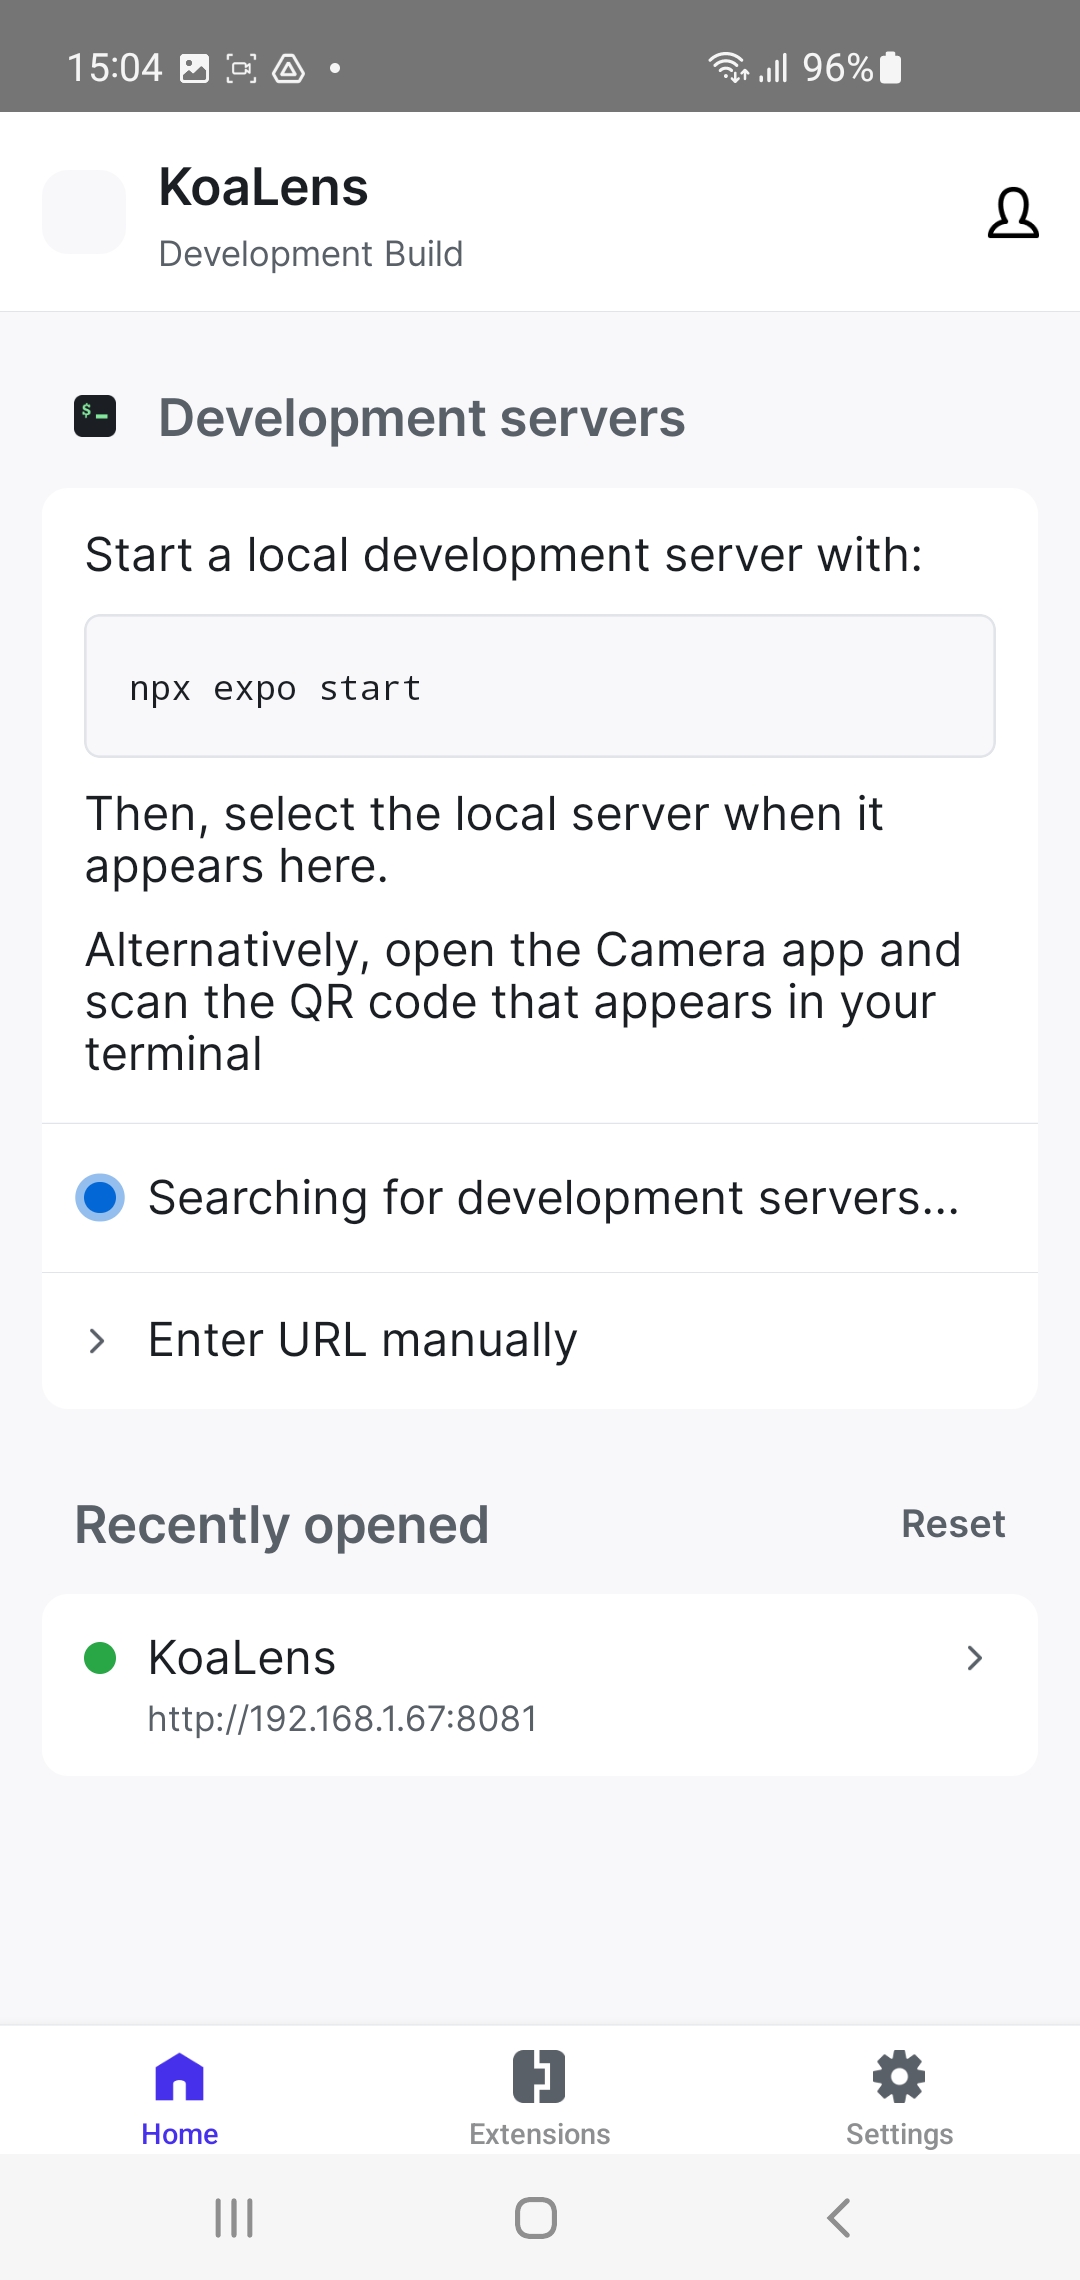 15:04
96%
KoaLens
Development Build
$
Development servers
Start a local development server with:
npx expo start
Then, select the local server when it
appears here.
Alternatively, open the Camera app and
scan the QR code that appears in your
terminal
Searching for development servers...
Enter URL manually
Recently opened
Reset
KoaLens
http://192.168.1.67:8081
Home
Extensions
Settings